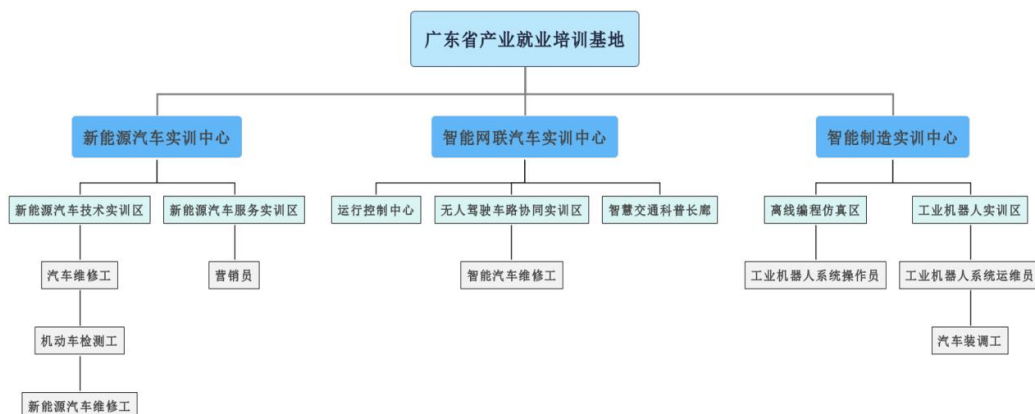 广东省产业就业培训基地
新能源汽车实训中心
智能网联汽车实训中心
智能制造实训中心
新能源汽车技术实训区
新能源汽车服务实训区
运行控制中心
无人驾驶车路协同实训区
智慧交通科普长廊
离线编程仿真区
工业机器人实训区
汽车维修工
营销员
智能汽车维修工
工业机器人系统操作员
工业机器人系统运维员
机动车检测工
汽车装调工
新能源汽车维修工